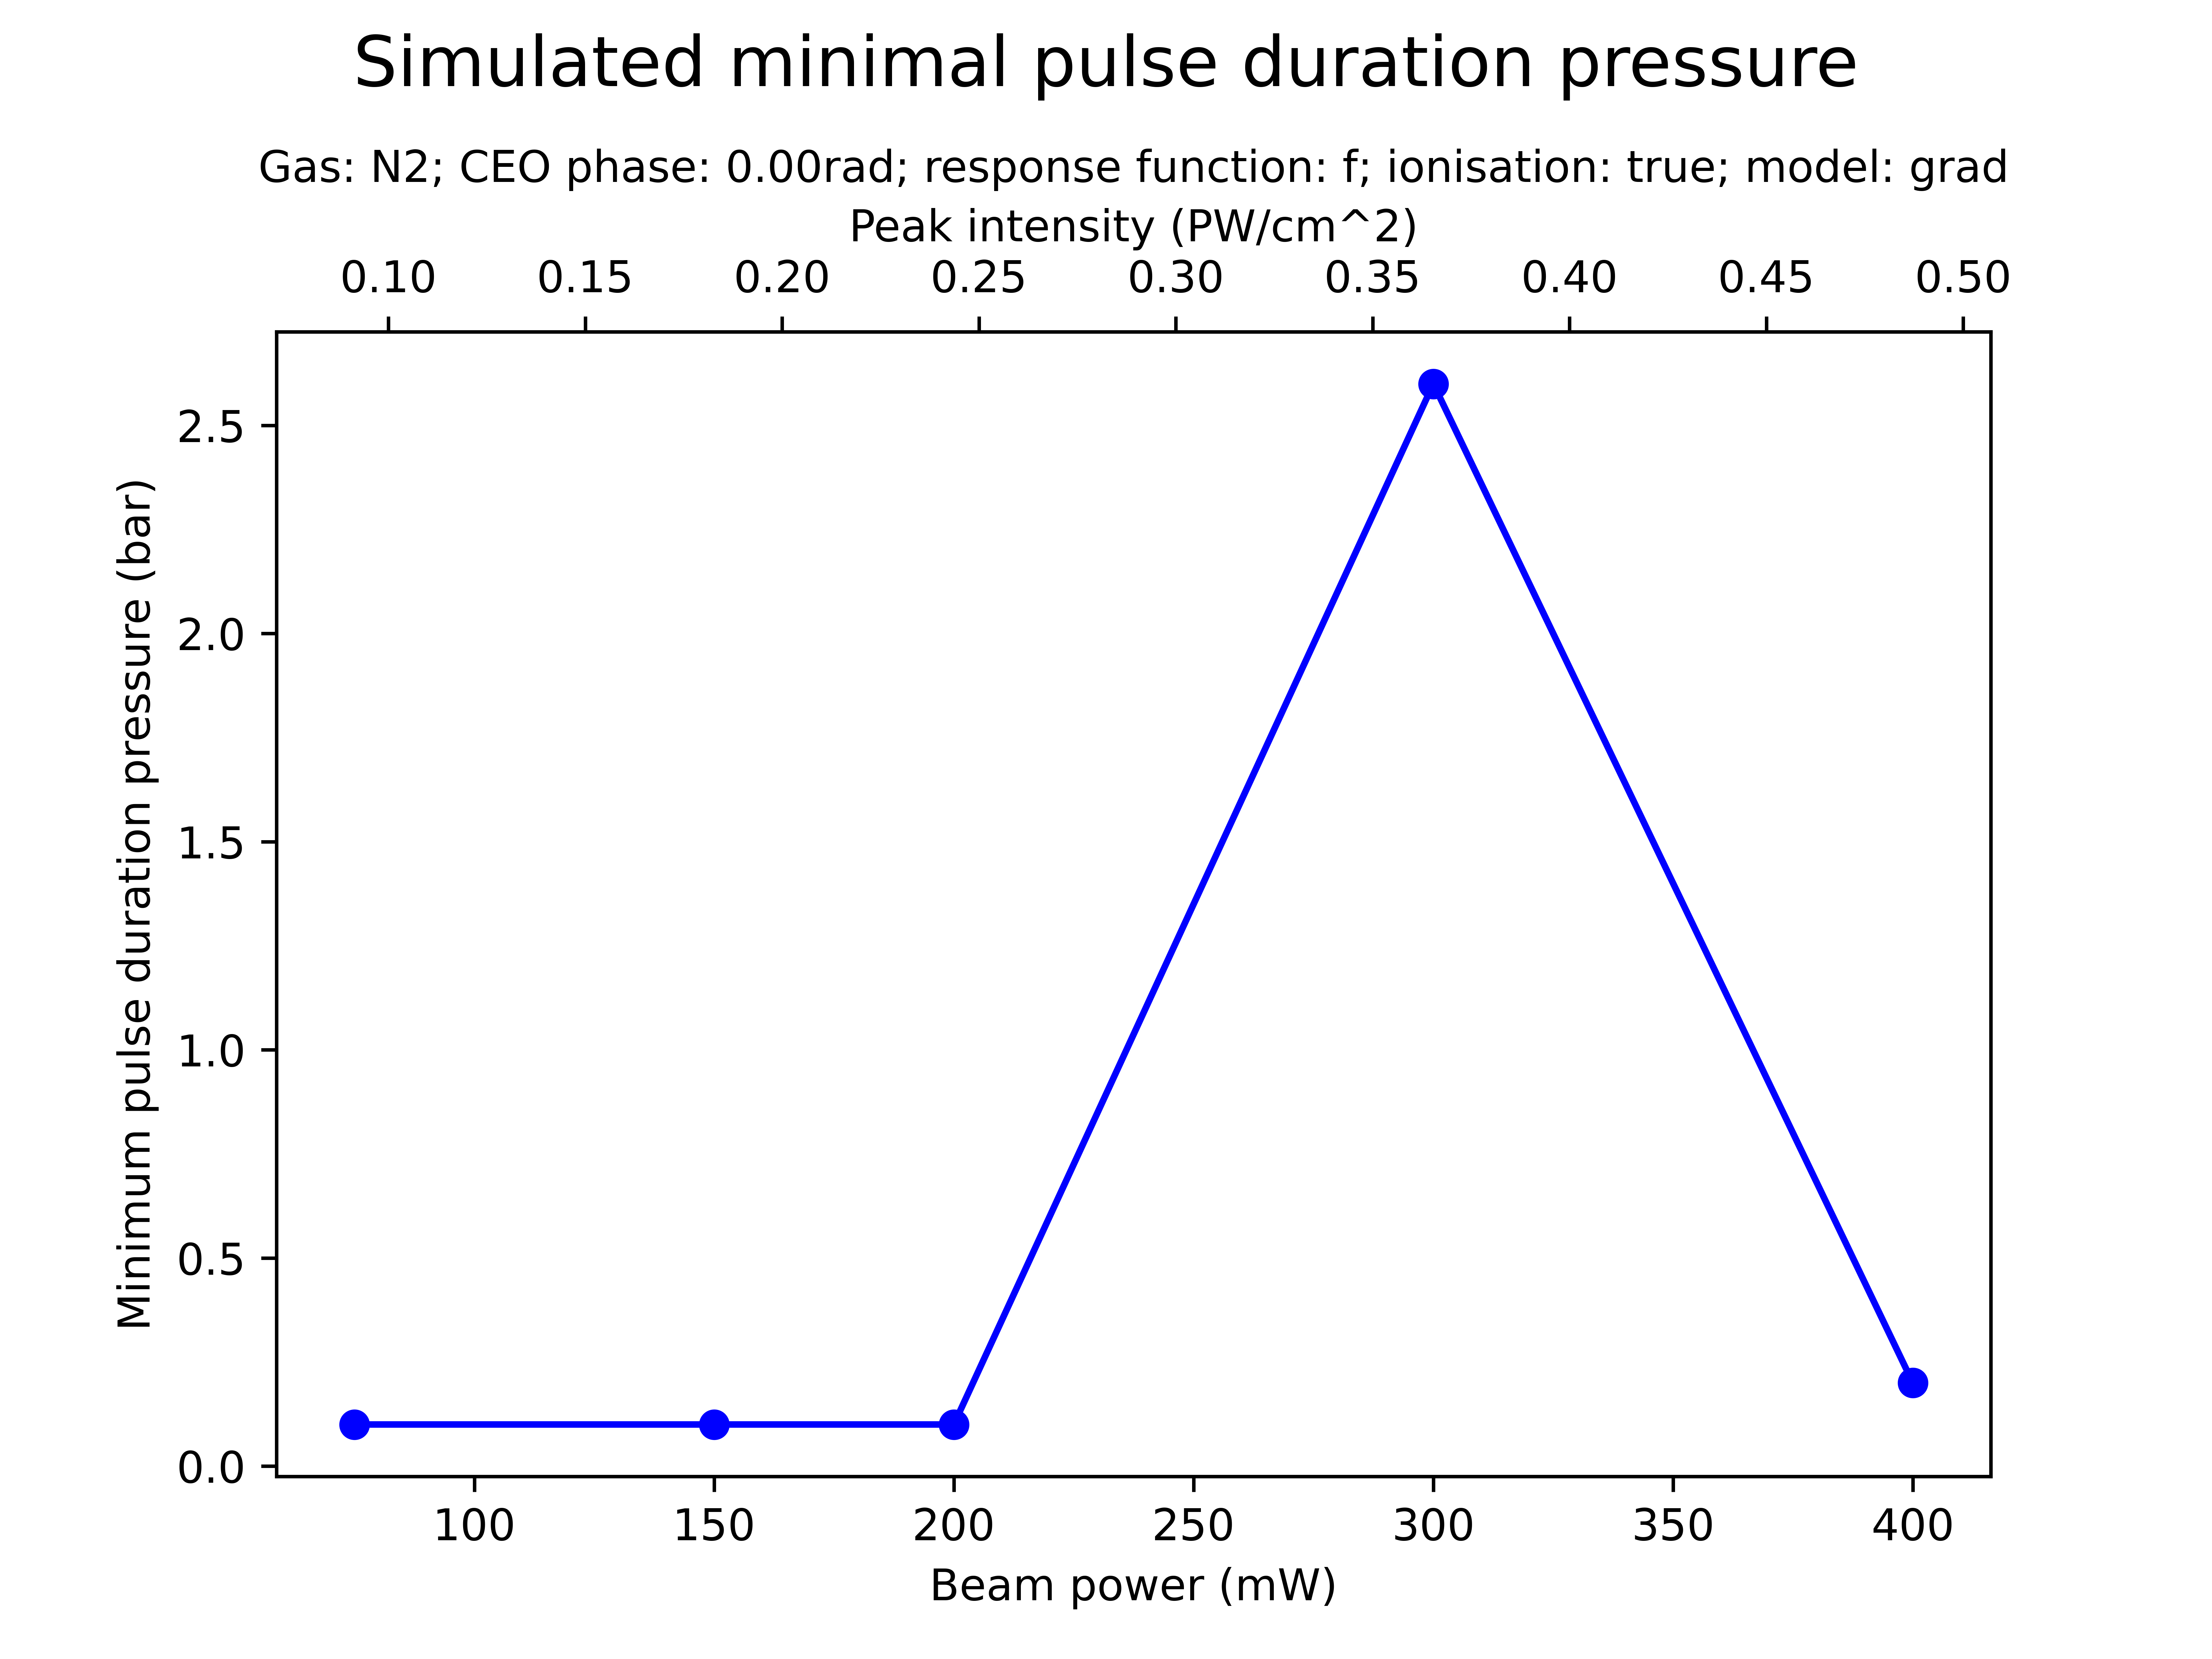 Simulated minimal pulse duration pressure
Gas: N2; CEO phase: 0.00rad; response function: f; ionisation: true; model: grad
Peak intensity (PW/cm^2)
0.10 0.15 0.20 0.25 0.30 0.35 0.40 0.45 0.50
Minimum pulse duration pressure (bar)
2.5
2.0
1.5
1.0
0.5
0.0
100 150 200 250 300 350 400
Beam power (mW)